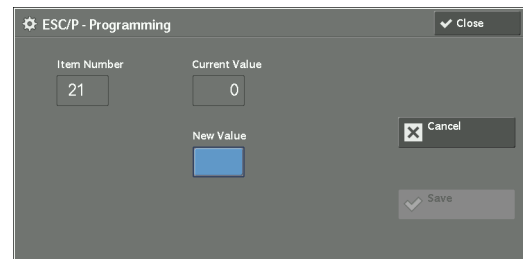 ESC/P - Programming
Close
Item Number
Current Value
21
0
New Value
Cancel
Save